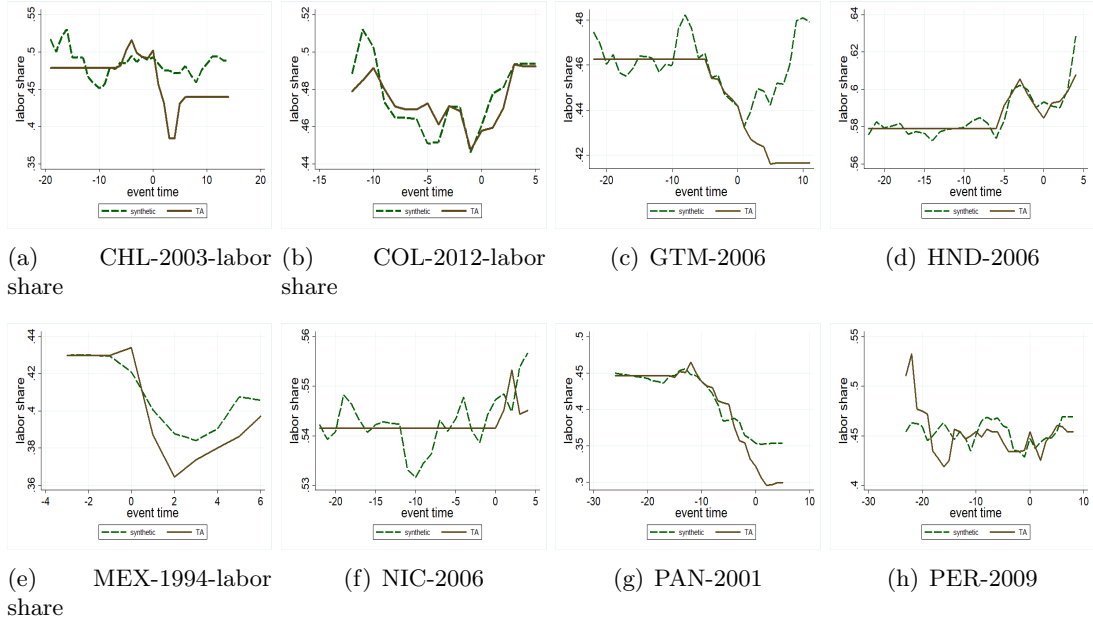 .55
.5
.45
.4
.35
labor share
-20 -10 0 10 20
event time
synthetic TA
(a) CHL-2003-labor
share
.52
.5
.48
.46
.44
labor share
-15 -10 -5 0 5
event time
synthetic TA
(b) COL-2012-labor
share
.48
.46
.44
.42
labor share
-20 -10 0 10
event time
synthetic TA
(c) GTM-2006
.64
.62
.6
.58
.56
labor share
-20 -15 -10 -5 0 5
event time
synthetic TA
(d) HND-2006
.44
.42
.4
.38
.36
labor share
-4 -2 0 2 4 6
event time
synthetic TA
(e) MEX-1994-labor
share
.56
.55
.54
.53
labor share
-20 -15 -10 -5 0 5
event time
synthetic TA
(f) NIC-2006
.5
.45
.4
.35
.3
labor share
-30 -20 -10 0 10
event time
synthetic TA
(g) PAN-2001
.55
.5
.45
.4
labor share
-30 -20 -10 0 10
event time
synthetic TA
(h) PER-2009